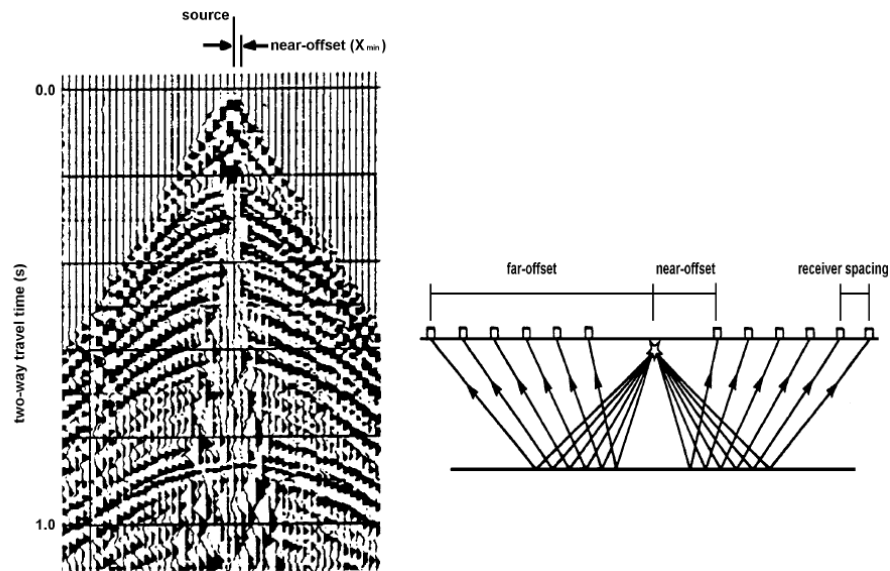 source
near-offset (X min)
0.0
two-way travel time (s)
1.0
far-offset
near-offset
receiver spacing